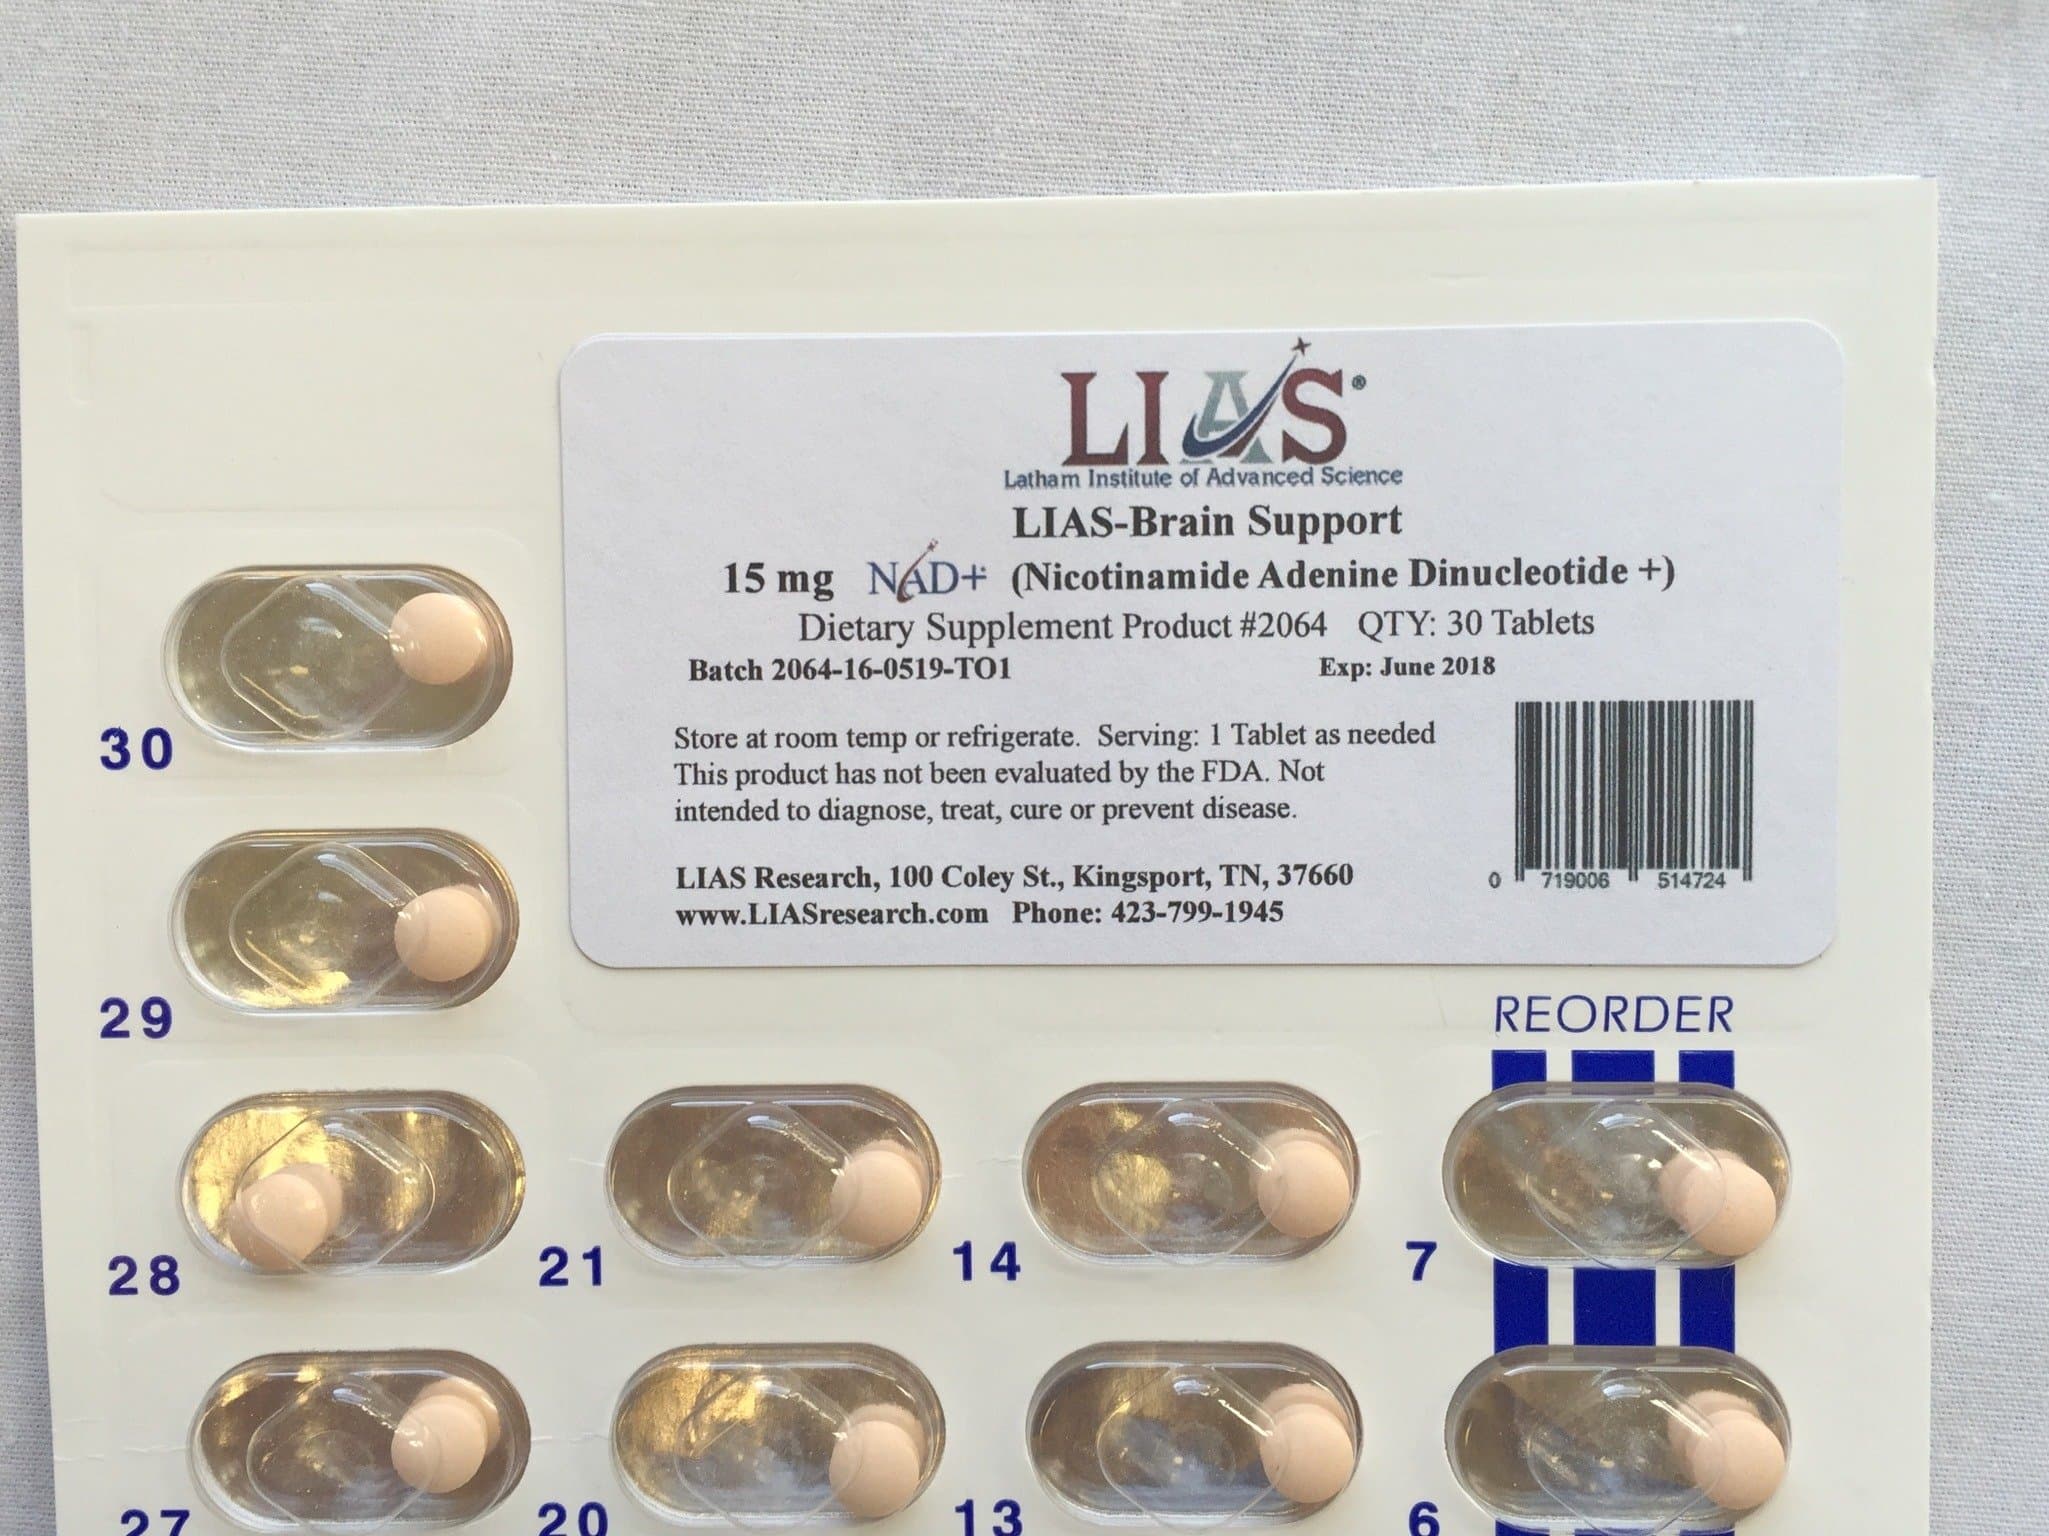 LIAS®
Latham Institute of Advanced Science
LIAS-Brain Support
15 mg NAD+ (Nicotinamide Adenine Dinucleotide +)
Dietary Supplement Product #2064 QTY: 30 Tablets
Batch 2064-16-0519-TO1 Exp: June 2018
Store at room temp or refrigerate. Serving: 1 Tablet as needed
This product has not been evaluated by the FDA. Not
intended to diagnose, treat, cure or prevent disease.
LIAS Research, 100 Coley St., Kingsport, TN, 37660
www.LIASresearch.com Phone: 423-799-1945
0 719006 514724
30
29
REORDER
28 21 14 7
27 20 13 6